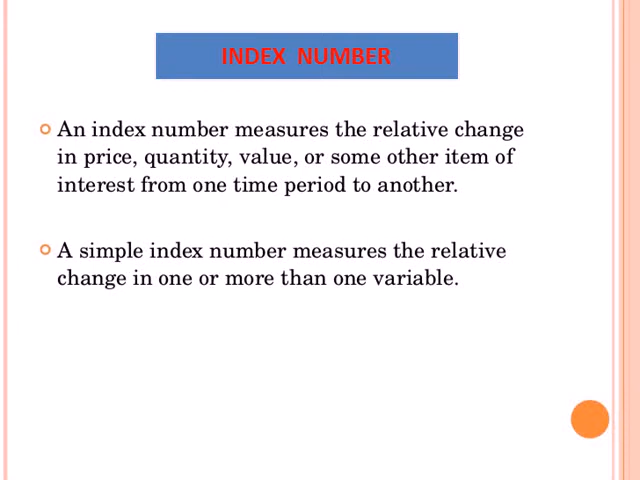 INDEX NUMBER
An index number measures the relative change
in price, quantity, value, or some other item of
interest from one time period to another.
A simple index number measures the relative
change in one or more than one variable.